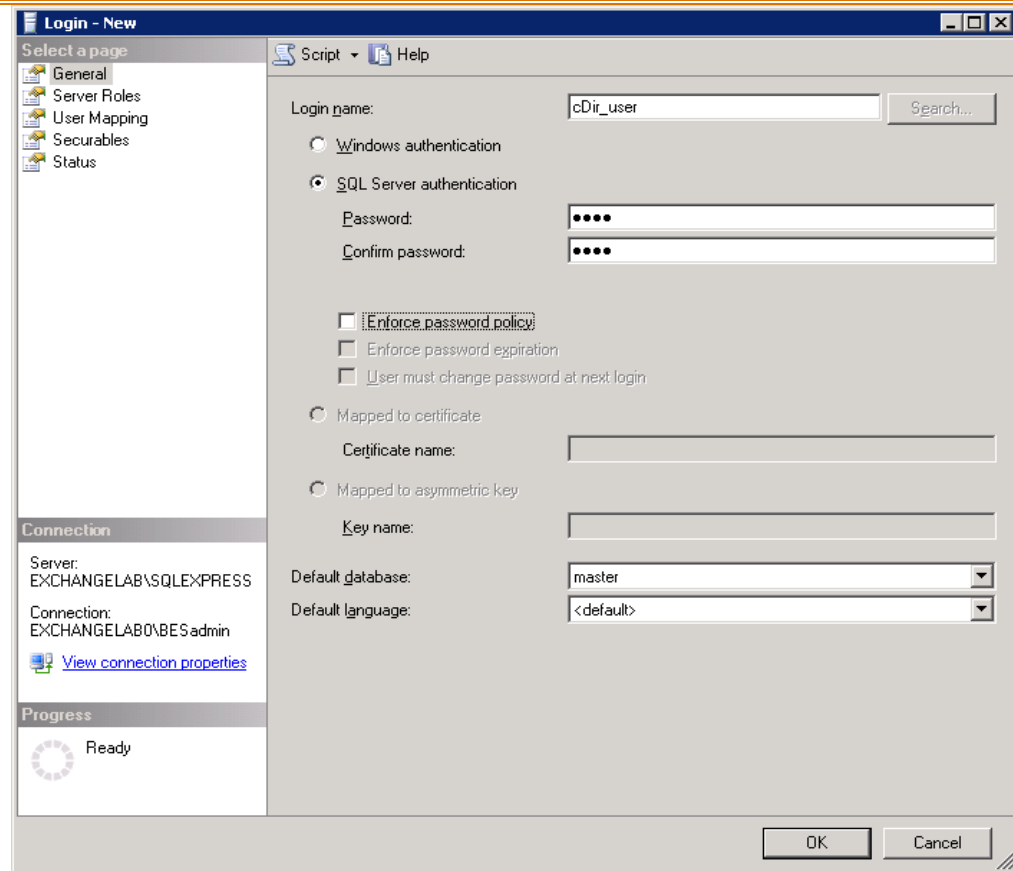 Login - New
Select a page
General
Server Roles
User Mapping
Securables
Status
Script Help
Login name: cDir_user Search...
Windows authentication
SQL Server authentication
Password: ●●●●
Confirm password: ●●●●
Enforce password policy
Enforce password expiration
User must change password at next login
Mapped to certificate
Certificate name:
Mapped to asymmetric key
Key name:
Default database: master
Default language: <default>
Connection
Server:
EXCHANGELAB\SQLEXPRESS
Connection:
EXCHANGELAB0\BESadmin
View connection properties
Progress
Ready
OK Cancel